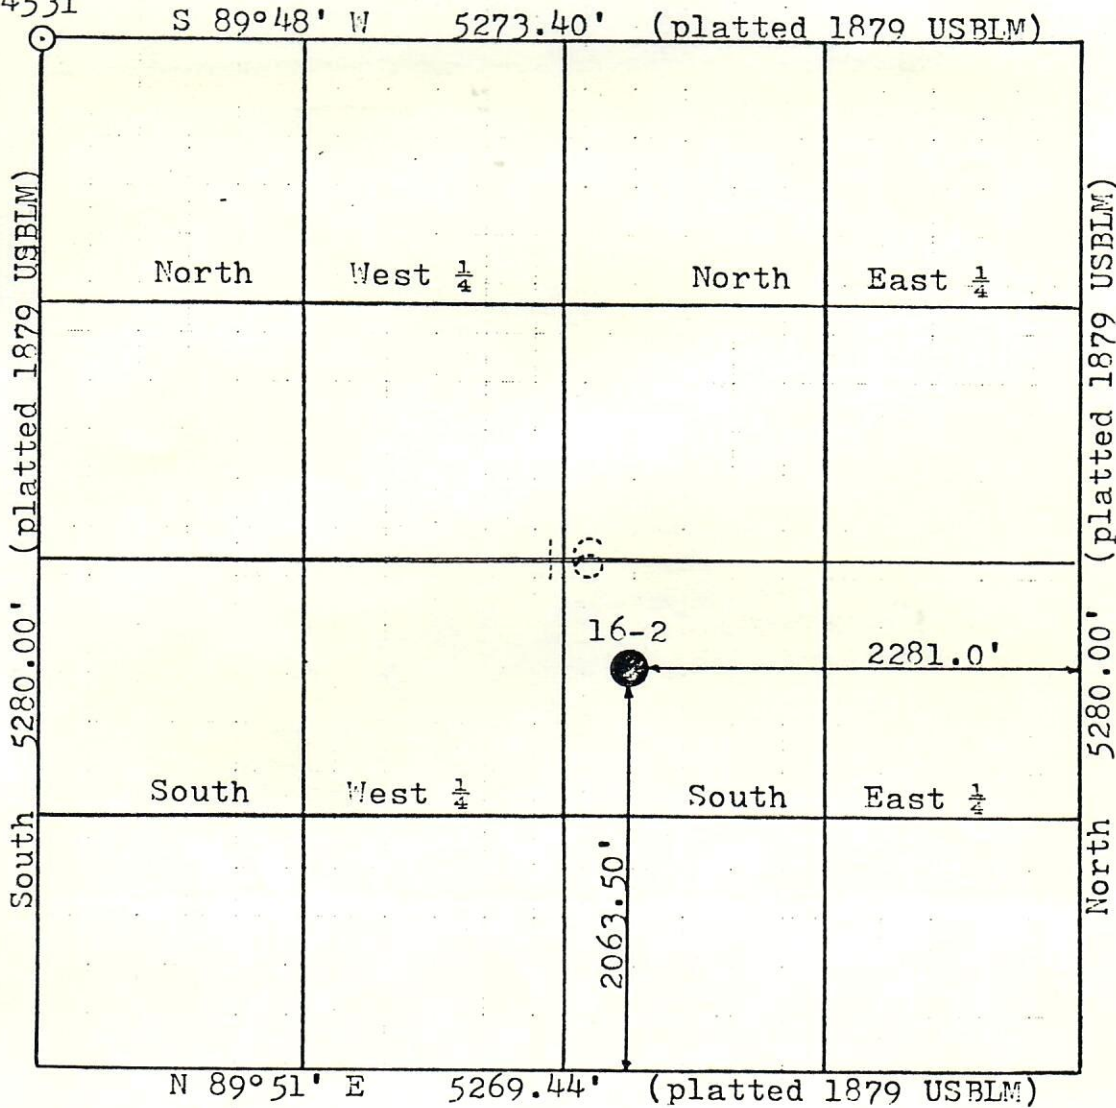 4531
S 89°48' W 5273.40' (platted 1879 USBLM)
South 5280.00' (platted 1879 USBLM)
North West ¼ North East ¼
North 5280.00' (platted 1879 USBLM)
16
16-2
2281.0'
South West ¼ South East ¼
2063.50'
N 89°51' E 5269.44' (platted 1879 USBLM)